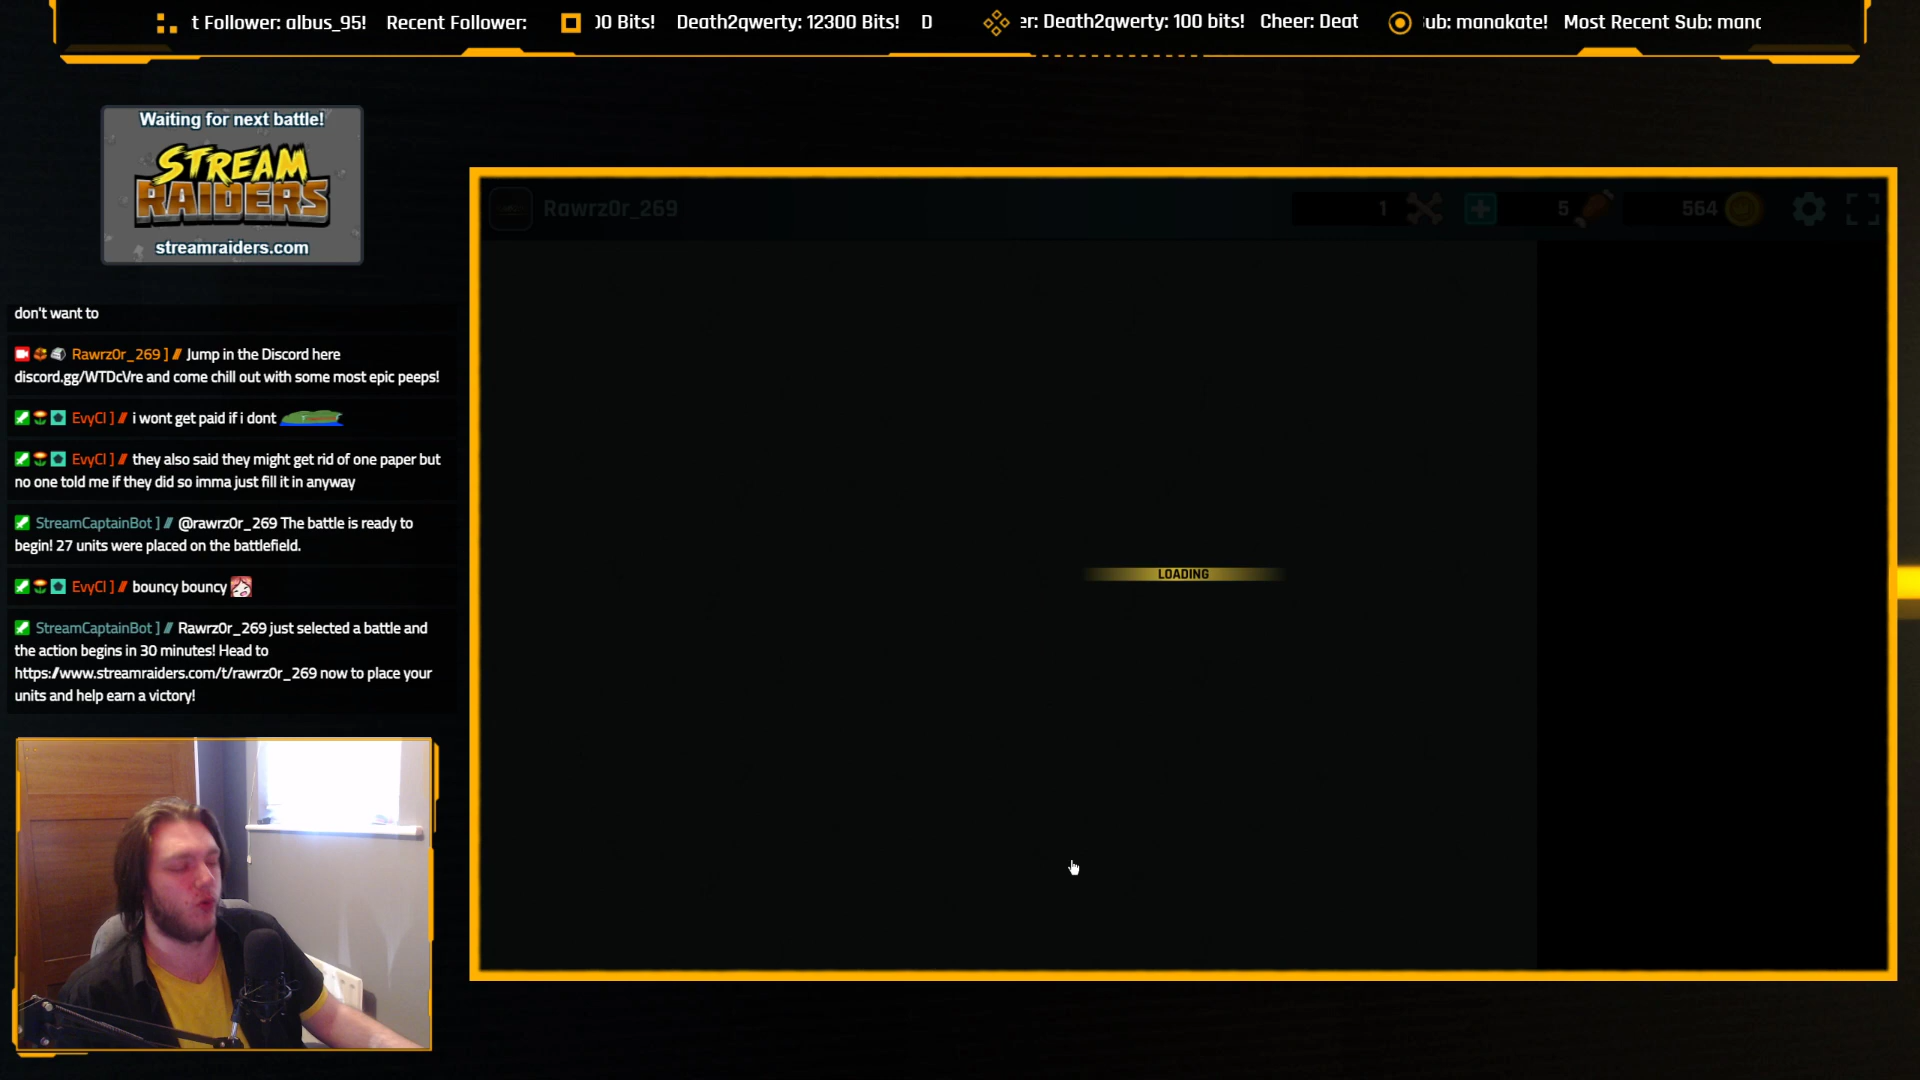 t Follower: albus_95! Recent Follower:
00 Bits! Death2qwerty: 12300 Bits! D
er: Death2qwerty: 100 bits! Cheer: Deat
ub: manakate! Most Recent Sub: mana
Waiting for next battle!
STREAM
RAIDERS
streamraiders.com
Rawrz0r_269
1
5
564
don't want to
Rawrz0r_269 ] // Jump in the Discord here
discord.gg/WTDcVre and come chill out with some most epic peeps!
EvyCl ] // i wont get paid if i dont
EvyCl ] // they also said they might get rid of one paper but
no one told me if they did so imma just fill it in anyway
StreamCaptainBot ] // @rawrz0r_269 The battle is ready to
begin! 27 units were placed on the battlefield.
EvyCl ] // bouncy bouncy
StreamCaptainBot ] // Rawrz0r_269 just selected a battle and
the action begins in 30 minutes! Head to
https://www.streamraiders.com/t/rawrz0r_269 now to place your
units and help earn a victory!
LOADING